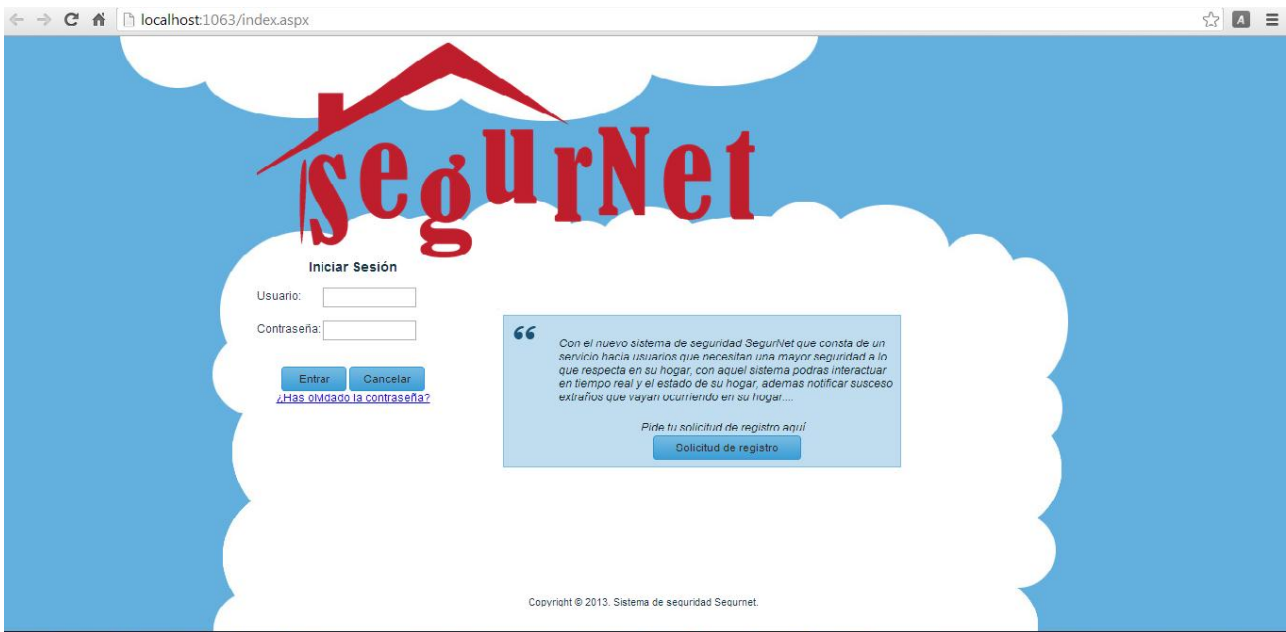 localhost:1063/index.aspx
A
segurNet
Iniciar Sesión
Usuario:
Contraseña:
Entrar
Cancelar
¿Has olvidado la contraseña?
“
Con el nuevo sistema de seguridad SegurNet que consta de un
servicio hacia usuarios que necesitan una mayor seguridad a lo
que respecta en su hogar, con aquel sistema podras interactuar
en tiempo real y el estado de su hogar, ademas notificar susceso
extraños que vayan ocurriendo en su hogar....
Pide tu solicitud de registro aquí
Solicitud de registro
Copyright © 2013. Sistema de seguridad Segurnet.